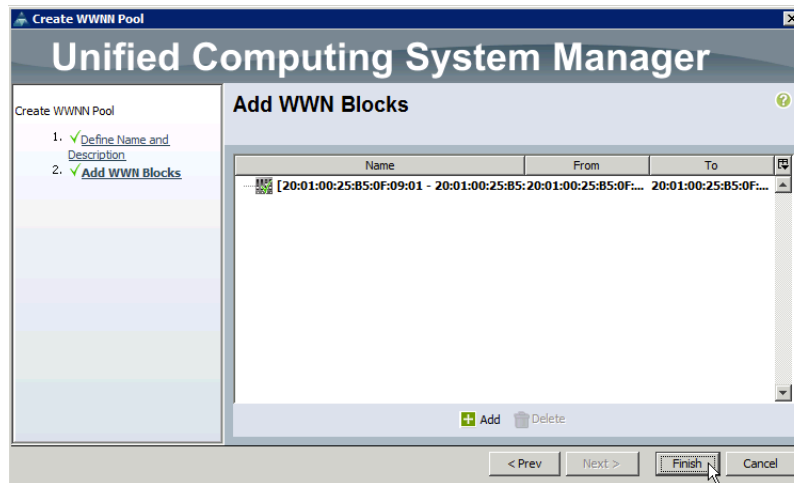 Create WWNN Pool
Unified Computing System Manager
Create WWNN Pool
1. Define Name and
Description
2. Add WWN Blocks
Add WWN Blocks
Name From To
[20:01:00:25:B5:0F:09:01 - 20:01:00:25:B5: 20:01:00:25:B5:0F:... 20:01:00:25:B5:0F:...
Add Delete
< Prev Next > Finish Cancel